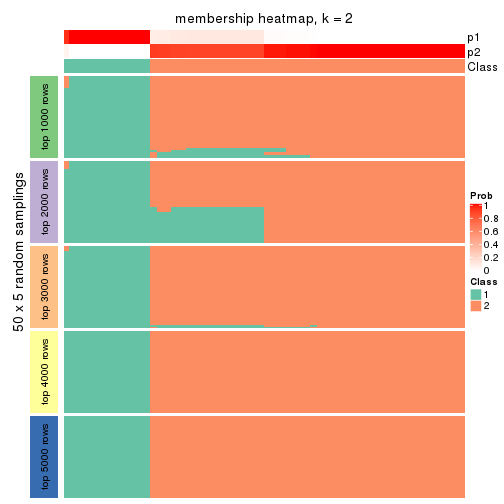 membership heatmap, k = 2
p1
p2
Class
50 x 5 random samplings
top 1000 rows
top 2000 rows
top 3000 rows
top 4000 rows
top 5000 rows
Prob
1
0.8
0.6
0.4
0.2
0
Class
1
2